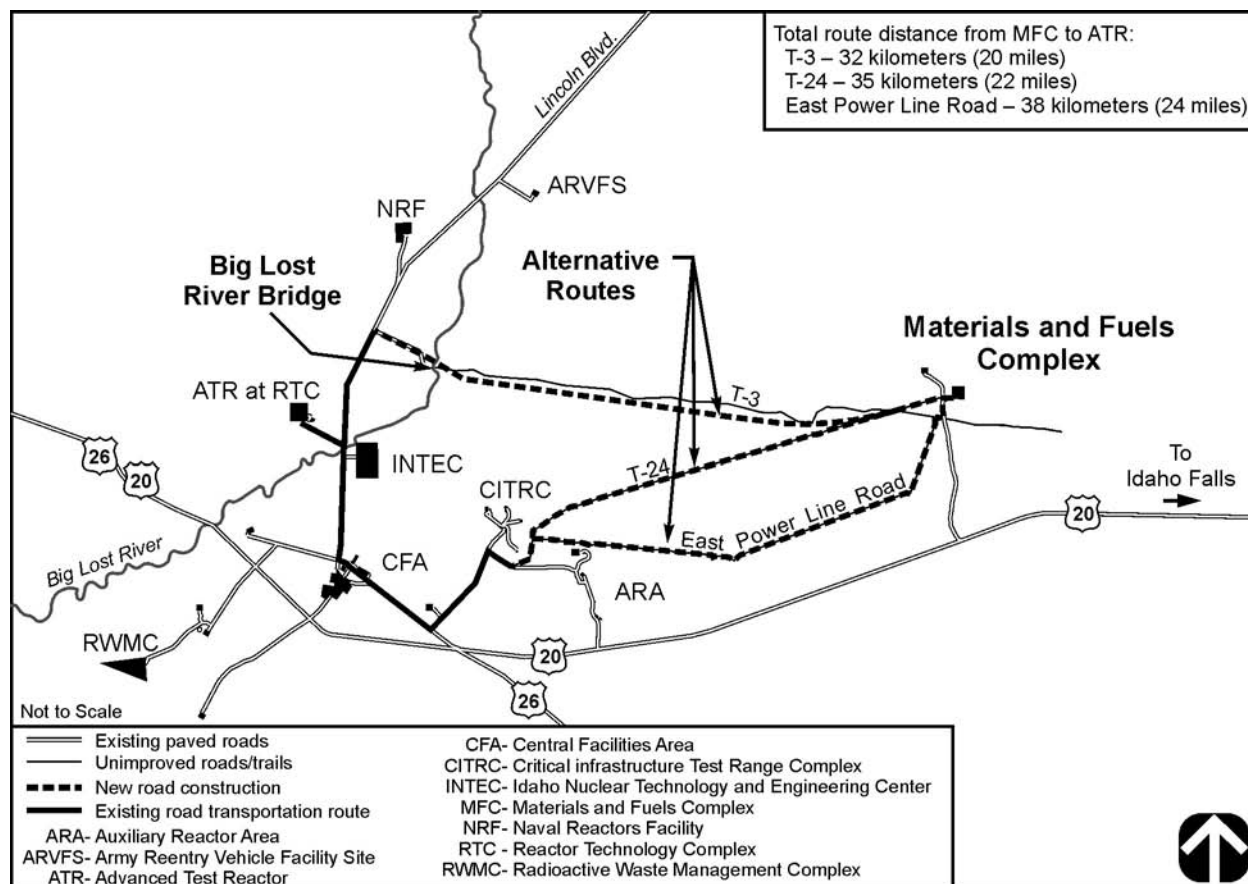 Total route distance from MFC to ATR:
T-3 – 32 kilometers (20 miles)
T-24 – 35 kilometers (22 miles)
East Power Line Road – 38 kilometers (24 miles)
Lincoln Blvd.
ARVFS
NRF
Big Lost
River Bridge
Alternative
Routes
Materials and Fuels
Complex
ATR at RTC
T-3
26
20
INTEC
T-24
CITRC
East Power Line Road
To
Idaho Falls
20
Big Lost River
CFA
ARA
RWMC
20
26
Not to Scale
Existing paved roads
Unimproved roads/trails
New road construction
Existing road transportation route
ARA- Auxiliary Reactor Area
ARVFS- Army Reentry Vehicle Facility Site
ATR- Advanced Test Reactor
CFA- Central Facilities Area
CITRC- Critical infrastructure Test Range Complex
INTEC- Idaho Nuclear Technology and Engineering Center
MFC- Materials and Fuels Complex
NRF- Naval Reactors Facility
RTC - Reactor Technology Complex
RWMC- Radioactive Waste Management Complex